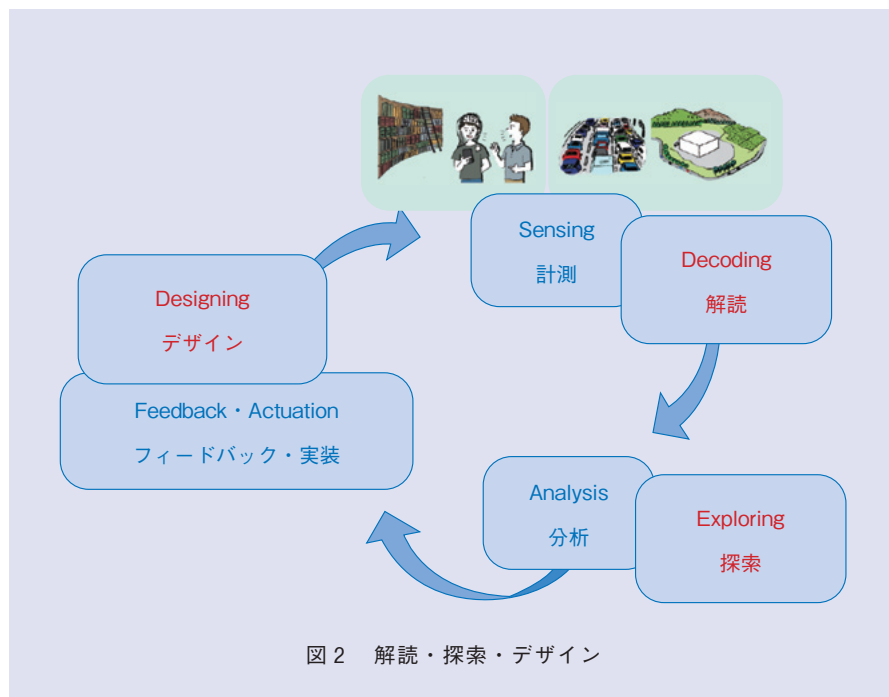 Sensing
計測
Decoding
解読
Designing
デザイン
Feedback・Actuation
フィードバック・実装
Analysis
分析
Exploring
探索
図2 解読・探索・デザイン